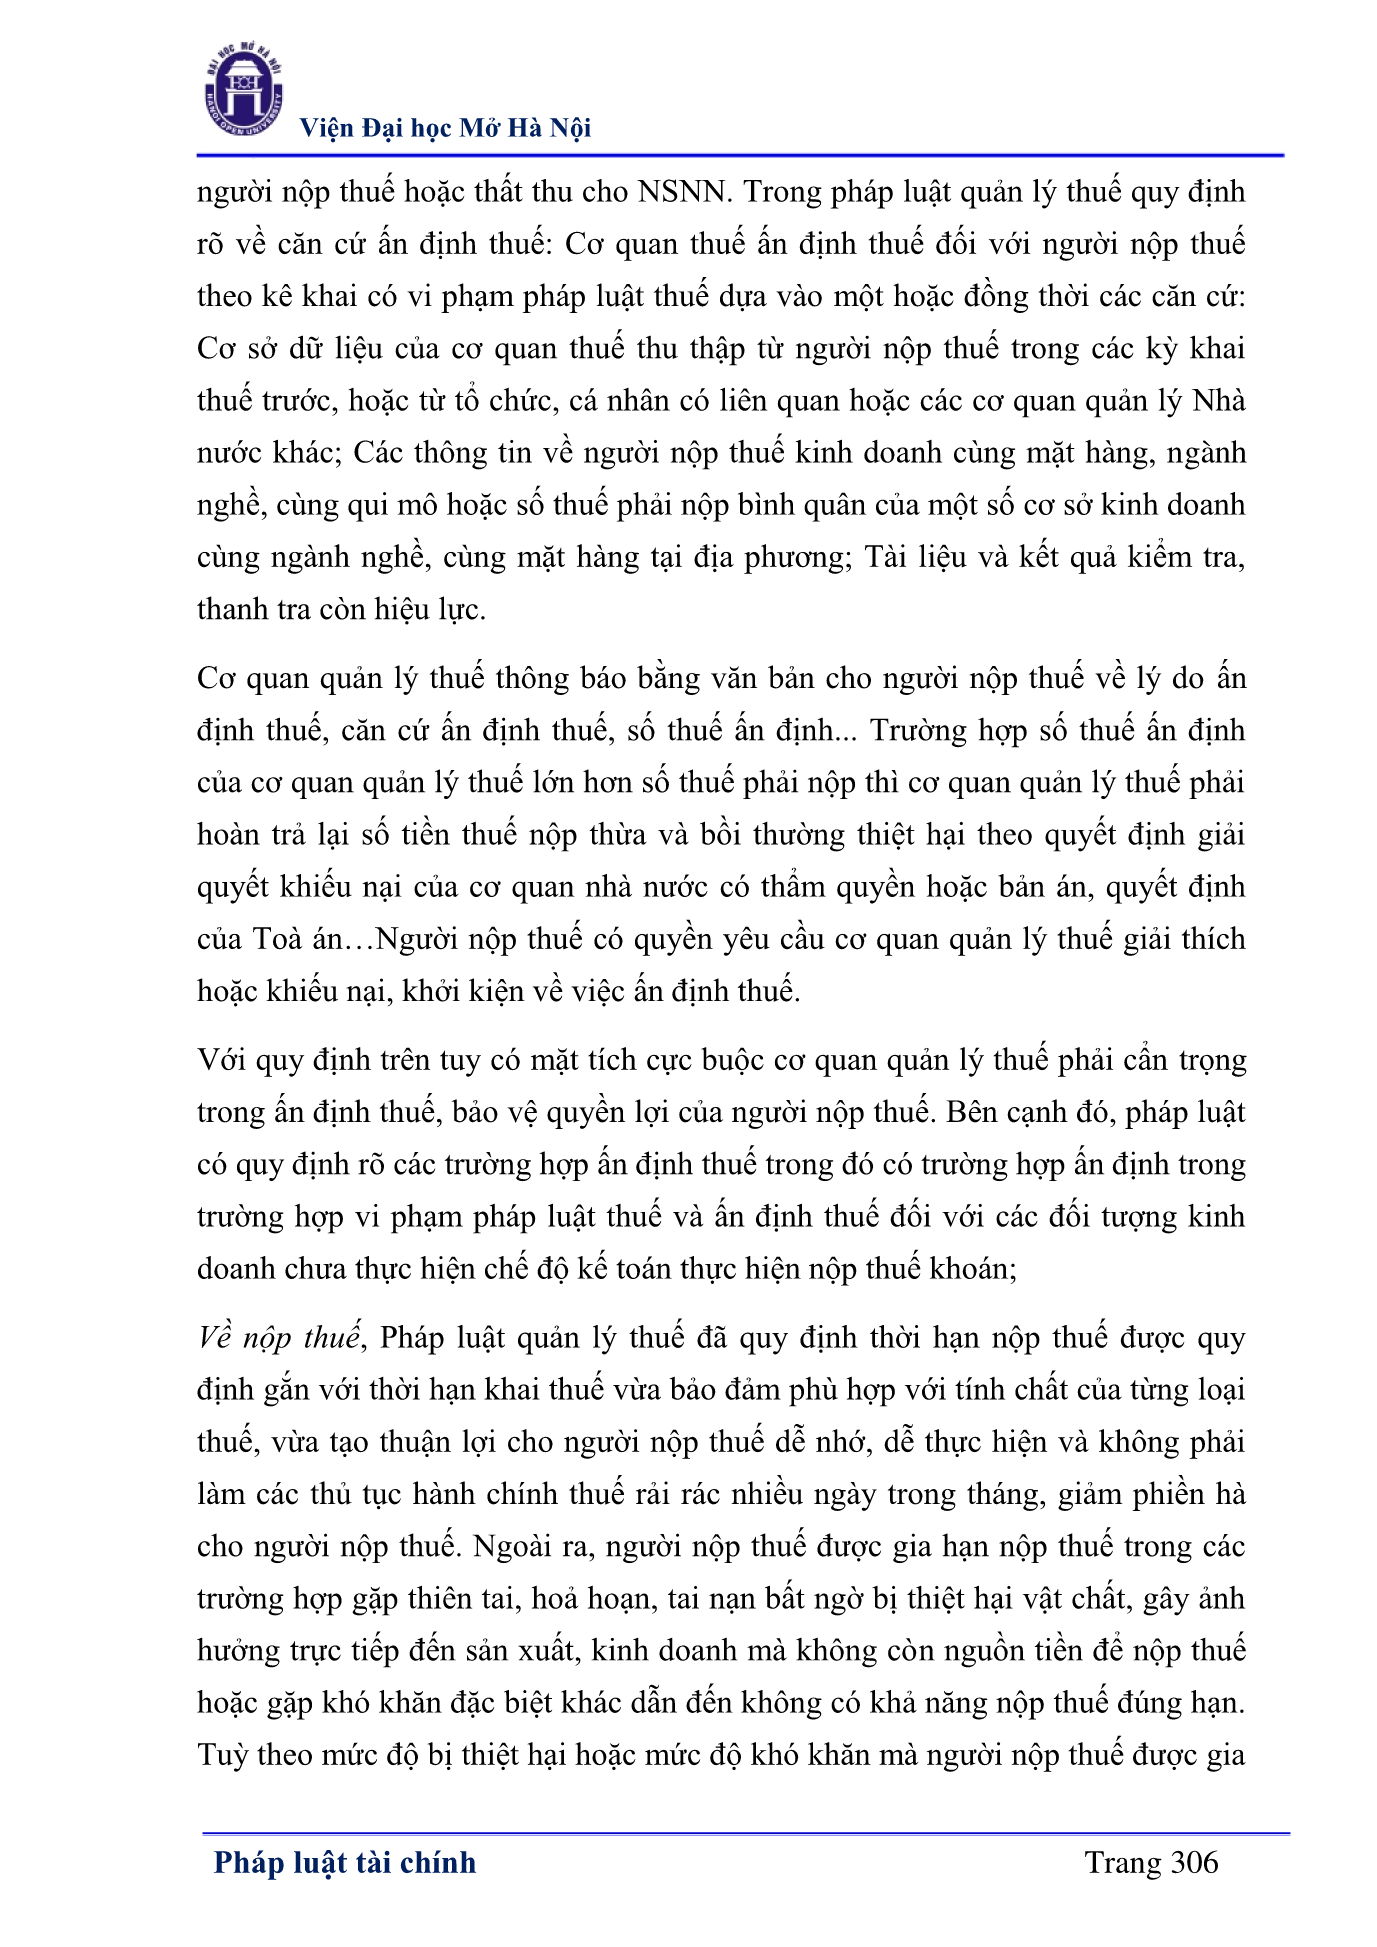 ĐẠI HỌC MỞ HÀ NỘI
HANOI OPEN UNIVERSITY
Viện Đại học Mở Hà Nội
người nộp thuế hoặc thất thu cho NSNN. Trong pháp luật quản lý thuế quy định
rõ về căn cứ ấn định thuế: Cơ quan thuế ấn định thuế đối với người nộp thuế
theo kê khai có vi phạm pháp luật thuế dựa vào một hoặc đồng thời các căn cứ:
Cơ sở dữ liệu của cơ quan thuế thu thập từ người nộp thuế trong các kỳ khai
thuế trước, hoặc từ tổ chức, cá nhân có liên quan hoặc các cơ quan quản lý Nhà
nước khác; Các thông tin về người nộp thuế kinh doanh cùng mặt hàng, ngành
nghề, cùng qui mô hoặc số thuế phải nộp bình quân của một số cơ sở kinh doanh
cùng ngành nghề, cùng mặt hàng tại địa phương; Tài liệu và kết quả kiểm tra,
thanh tra còn hiệu lực.
Cơ quan quản lý thuế thông báo bằng văn bản cho người nộp thuế về lý do ấn
định thuế, căn cứ ấn định thuế, số thuế ấn định... Trường hợp số thuế ấn định
của cơ quan quản lý thuế lớn hơn số thuế phải nộp thì cơ quan quản lý thuế phải
hoàn trả lại số tiền thuế nộp thừa và bồi thường thiệt hại theo quyết định giải
quyết khiếu nại của cơ quan nhà nước có thẩm quyền hoặc bản án, quyết định
của Toà án…Người nộp thuế có quyền yêu cầu cơ quan quản lý thuế giải thích
hoặc khiếu nại, khởi kiện về việc ấn định thuế.
Với quy định trên tuy có mặt tích cực buộc cơ quan quản lý thuế phải cẩn trọng
trong ấn định thuế, bảo vệ quyền lợi của người nộp thuế. Bên cạnh đó, pháp luật
có quy định rõ các trường hợp ấn định thuế trong đó có trường hợp ấn định trong
trường hợp vi phạm pháp luật thuế và ấn định thuế đối với các đối tượng kinh
doanh chưa thực hiện chế độ kế toán thực hiện nộp thuế khoán;
Về nộp thuế, Pháp luật quản lý thuế đã quy định thời hạn nộp thuế được quy
định gắn với thời hạn khai thuế vừa bảo đảm phù hợp với tính chất của từng loại
thuế, vừa tạo thuận lợi cho người nộp thuế dễ nhớ, dễ thực hiện và không phải
làm các thủ tục hành chính thuế rải rác nhiều ngày trong tháng, giảm phiền hà
cho người nộp thuế. Ngoài ra, người nộp thuế được gia hạn nộp thuế trong các
trường hợp gặp thiên tai, hoả hoạn, tai nạn bất ngờ bị thiệt hại vật chất, gây ảnh
hưởng trực tiếp đến sản xuất, kinh doanh mà không còn nguồn tiền để nộp thuế
hoặc gặp khó khăn đặc biệt khác dẫn đến không có khả năng nộp thuế đúng hạn.
Tuỳ theo mức độ bị thiệt hại hoặc mức độ khó khăn mà người nộp thuế được gia
Pháp luật tài chính
Trang 306